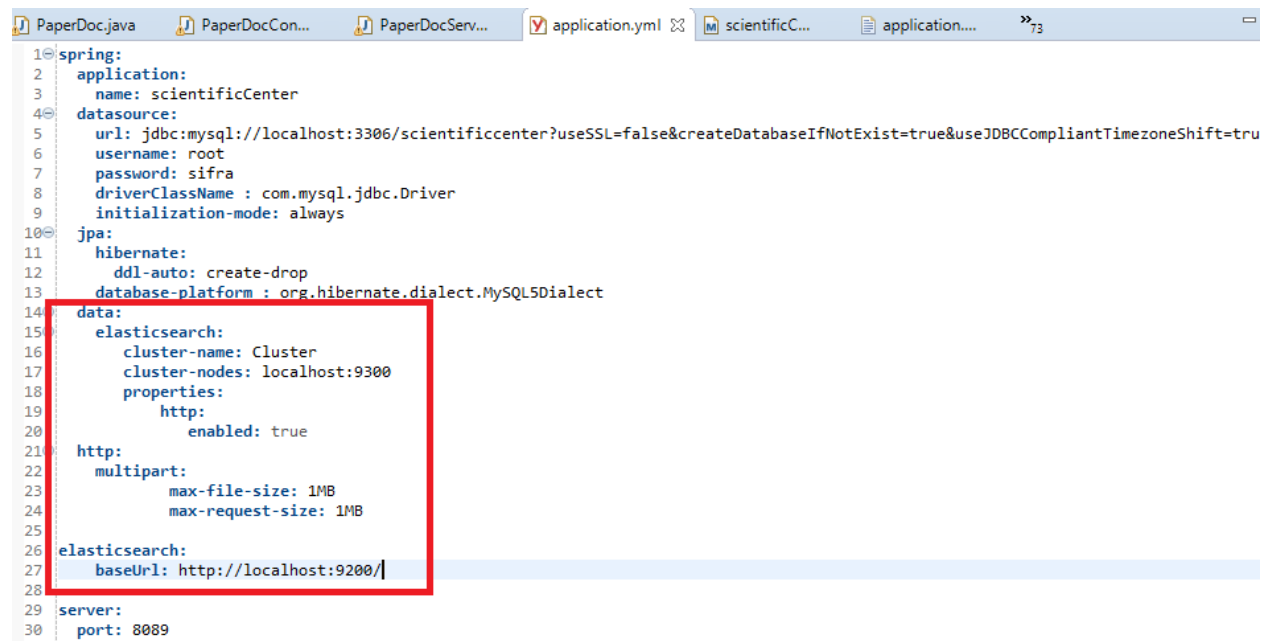 PaperDoc.java PaperDocCon... PaperDocServ... application.yml scientificC... application.... »73
1 spring:
2 application:
3 name: scientificCenter
4 datasource:
5 url: jdbc:mysql://localhost:3306/scientificcenter?useSSL=false&createDatabaseIfNotExist=true&useJDBCCompliantTimezoneShift=tru
6 username: root
7 password: sifra
8 driverClassName : com.mysql.jdbc.Driver
9 initialization-mode: always
10 jpa:
11 hibernate:
12 ddl-auto: create-drop
13 database-platform : org.hibernate.dialect.MySQL5Dialect
14 data:
15 elasticsearch:
16 cluster-name: Cluster
17 cluster-nodes: localhost:9300
18 properties:
19 http:
20 enabled: true
21 http:
22 multipart:
23 max-file-size: 1MB
24 max-request-size: 1MB
25
26 elasticsearch:
27 baseUrl: http://localhost:9200/
28
29 server:
30 port: 8089